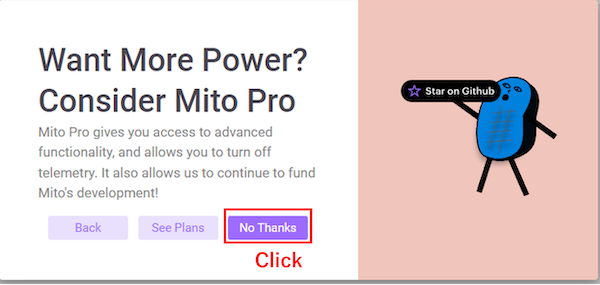 Want More Power?
Consider Mito Pro
Mito Pro gives you access to advanced
functionality, and allows you to turn off
telemetry. It also allows us to continue to fund
Mito's development!
Back
See Plans
No Thanks
Click
Star on Github